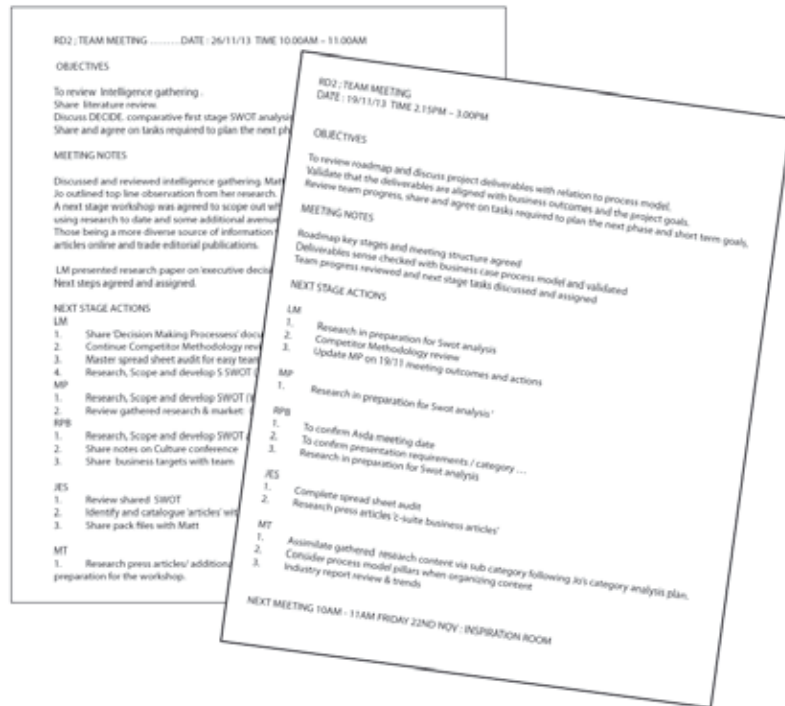 RD2 ; TEAM MEETING ……… DATE : 26/11/13 TIME 10.00AM – 11.00AM
OBJECTIVES
To review Intelligence gathering .
Share literature review.
Discuss DECIDE. comparative first stage SWOT analysis
Share and agree on tasks required to plan the next
MEETING NOTES
Discussed and reviewed intelligence gathering.
Jo outlined top line observation from her research.
A next stage workshop was agreed to scope out
using research to date and some additional
Those being a more diverse source of information
articles online and trade editorial publications.
LM presented research paper on 'executive
Next steps agreed and assigned.
NEXT STAGE ACTIONS
LM
1. Share 'Decision Making Processess'
2. Continue Competitor Methodology
3. Master spread sheet audit for easy
4. Research, Scope and develop S SWOT
MP
1. Research, Scope and develop SWOT
2. Review gathered research & market:
RPB
1. Research, Scope and develop SWOT
2. Share notes on Culture conference
3. Share business targets with team
JES
1. Review shared SWOT
2. Identify and catalogue 'articles'
3. Share pack files with Matt
MT
1. Research press articles/
preparation for the workshop.
RD2 ; TEAM MEETING
DATE : 19/11/13 TIME 2.15PM – 3.00PM
OBJECTIVES
To review roadmap and discuss project deliverables with relation to process model.
Validate that the deliverables are aligned with business outcomes and the project goals.
Review team progress, share and agree on tasks required to plan the next phase and short term goals.
MEETING NOTES
Roadmap key stages and meeting structure agreed
Deliverables sense checked with business case process model and validated
Team progress reviewed and next stage tasks discussed and assigned
NEXT STAGE ACTIONS
LM
1. Research in preparation for Swot analysis
2. Competitor Methodology review
3. Update MP on 19/11 meeting outcomes and actions
MP
1. Research in preparation for Swot analysis '
RPB
1. To confirm Asda meeting date
2. To confirm presentation requirements / category ….
3. Research in preparation for Swot analysis
JES
1. Complete spread sheet audit
2. Research press articles 'c-suite business articles'
MT
1. Assimilate gathered research content via sub category following Jo's category analysis plan.
2. Consider process model pillars when organizing content
3. Industry report review & trends
NEXT MEETING 10AM - 11AM FRIDAY 22ND NOV : INSPIRATION ROOM